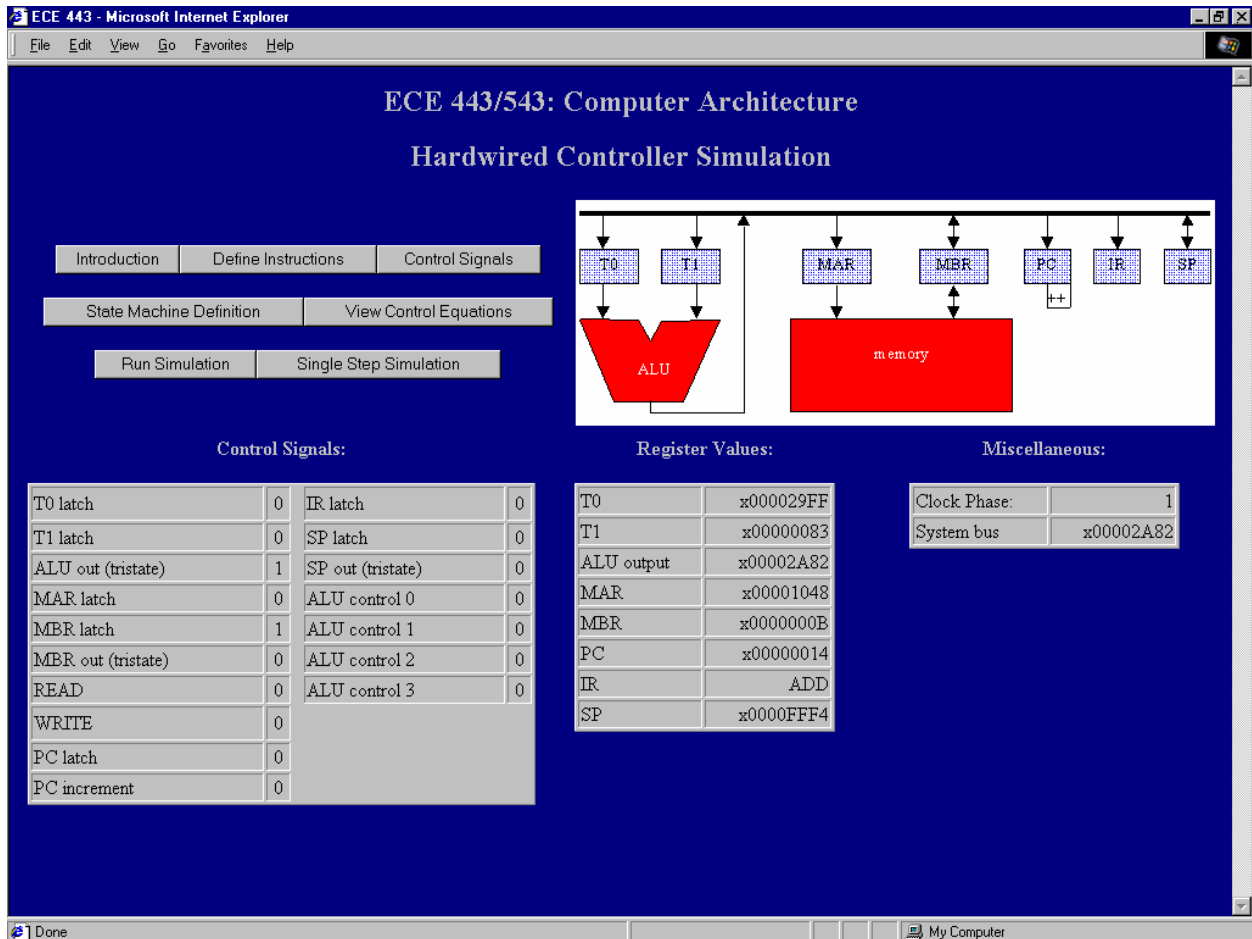 ECE 443 - Microsoft Internet Explorer
File Edit View Go Favorites Help
ECE 443/543: Computer Architecture
Hardwired Controller Simulation
Introduction Define Instructions Control Signals
State Machine Definition View Control Equations
Run Simulation Single Step Simulation
T0 T1 MAR MBR PC IR SP
++
ALU
memory
Control Signals:
T0 latch 0 IR latch 0
T1 latch 0 SP latch 0
ALU out (tristate) 1 SP out (tristate) 0
MAR latch 0 ALU control 0 0
MBR latch 1 ALU control 1 0
MBR out (tristate) 0 ALU control 2 0
READ 0 ALU control 3 0
WRITE 0
PC latch 0
PC increment 0
Register Values:
T0 x000029FF
T1 x00000083
ALU output x00002A82
MAR x00001048
MBR x0000000B
PC x00000014
IR ADD
SP x0000FFF4
Miscellaneous:
Clock Phase: 1
System bus x00002A82
Done
My Computer